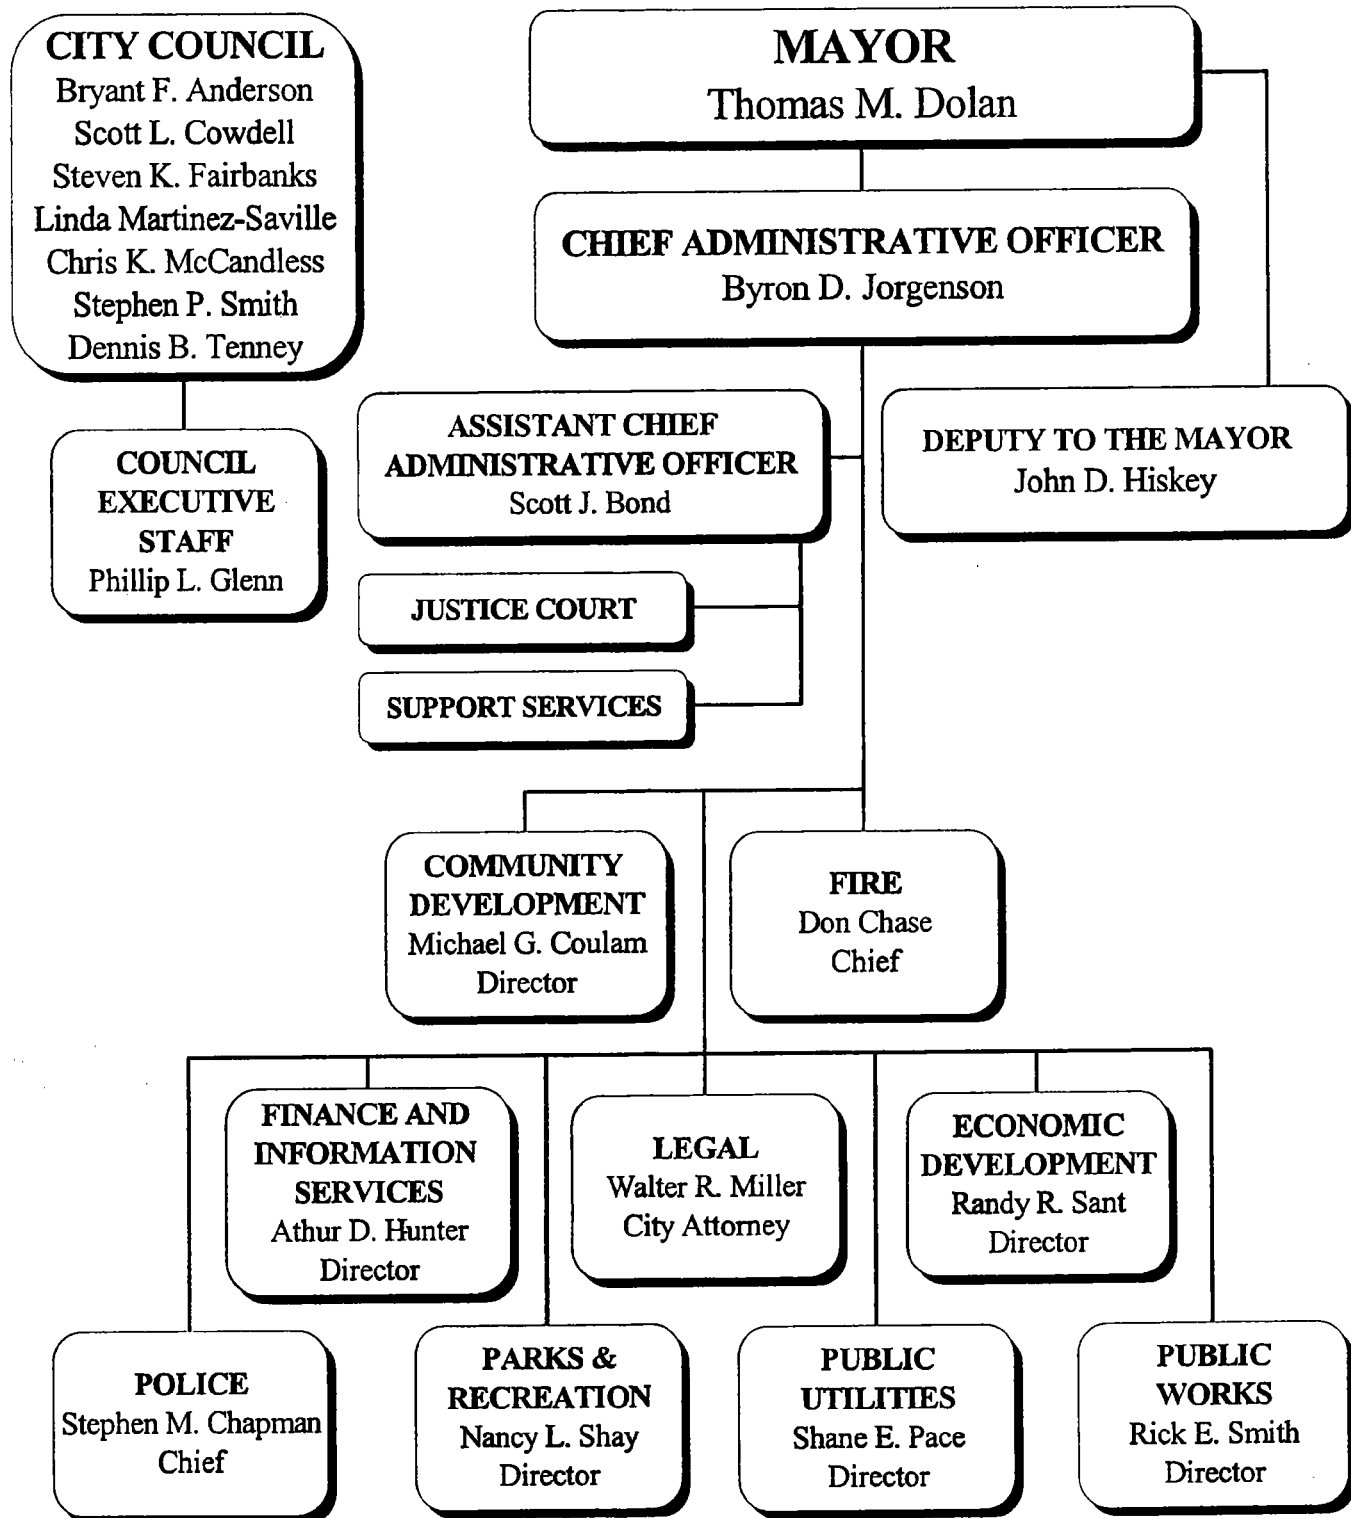 CITY COUNCIL
Bryant F. Anderson
Scott L. Cowdell
Steven K. Fairbanks
Linda Martinez-Saville
Chris K. McCandless
Stephen P. Smith
Dennis B. Tenney
MAYOR
Thomas M. Dolan
CHIEF ADMINISTRATIVE OFFICER
Byron D. Jorgenson
COUNCIL
EXECUTIVE
STAFF
Phillip L. Glenn
ASSISTANT CHIEF
ADMINISTRATIVE OFFICER
Scott J. Bond
DEPUTY TO THE MAYOR
John D. Hiskey
JUSTICE COURT
SUPPORT SERVICES
COMMUNITY
DEVELOPMENT
Michael G. Coulam
Director
FIRE
Don Chase
Chief
FINANCE AND
INFORMATION
SERVICES
Athur D. Hunter
Director
LEGAL
Walter R. Miller
City Attorney
ECONOMIC
DEVELOPMENT
Randy R. Sant
Director
POLICE
Stephen M. Chapman
Chief
PARKS &
RECREATION
Nancy L. Shay
Director
PUBLIC
UTILITIES
Shane E. Pace
Director
PUBLIC
WORKS
Rick E. Smith
Director